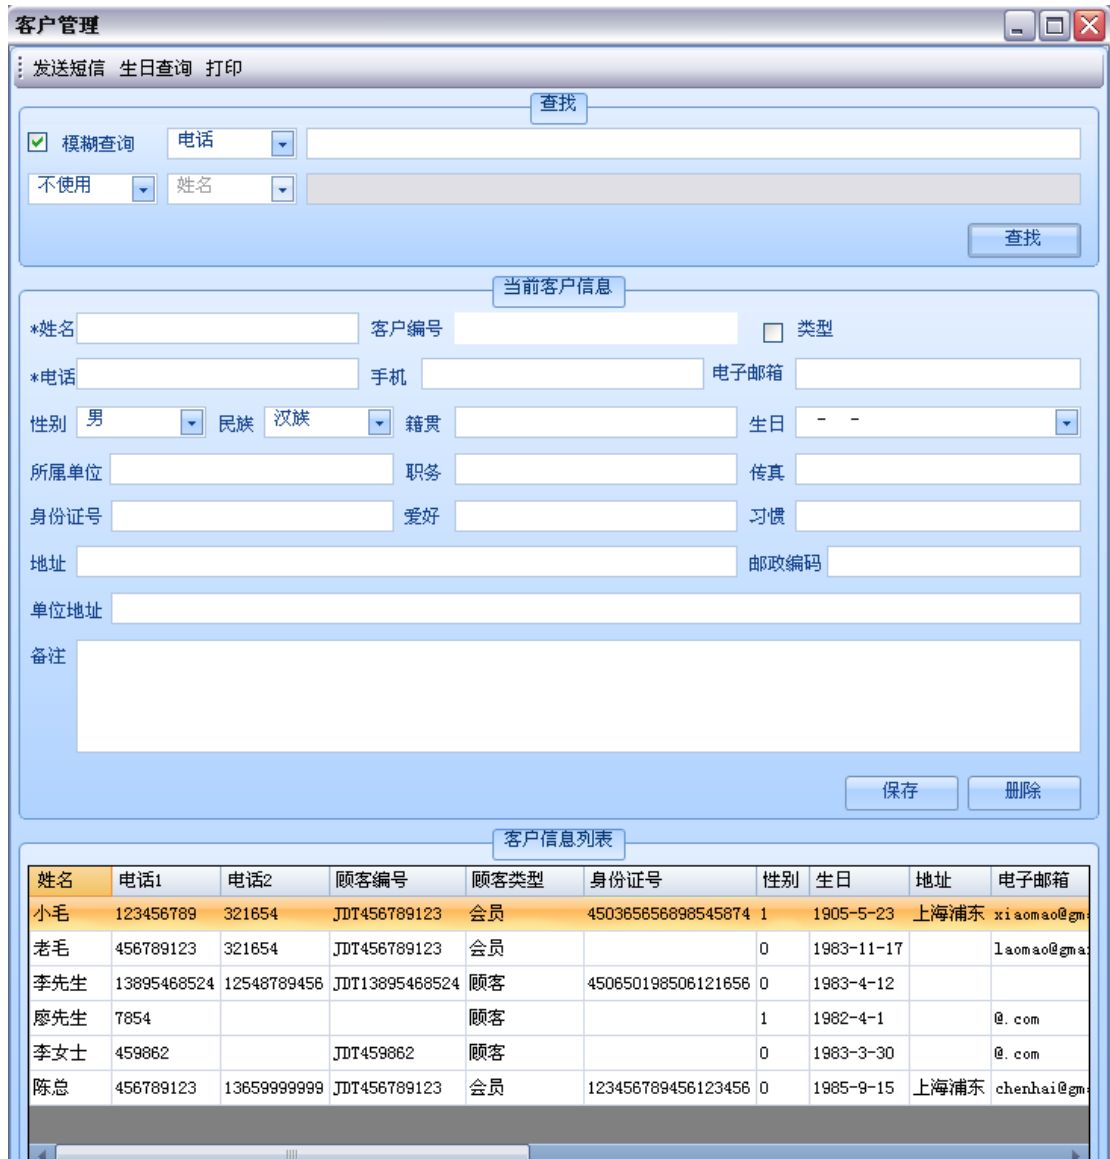 客户管理
发送短信 生日查询 打印
查找
模糊查询 电话
不使用 姓名
查找
当前客户信息
*姓名 客户编号 类型
*电话 手机 电子邮箱
性别 男 民族 汉族 籍贯 生日 - -
所属单位 职务 传真
身份证号 爱好 习惯
地址 邮政编码
单位地址
备注
保存 删除
客户信息列表
姓名 电话1 电话2 顾客编号 顾客类型 身份证号 性别 生日 地址 电子邮箱
小毛 123456789 321654 JDT456789123 会员 450365656898545874 1 1905-5-23 上海浦东 xiaomao@gm
老毛 456789123 321654 JDT456789123 会员 0 1983-11-17 laomao@gma
李先生 13895468524 12548789456 JDT13895468524 顾客 450650198506121656 0 1983-4-12
廖先生 7854 顾客 1 1982-4-1 @.com
李女士 459862 JDT459862 顾客 0 1983-3-30 @.com
陈总 456789123 13659999999 JDT456789123 会员 123456789456123456 0 1985-9-15 上海浦东 chenhai@gm